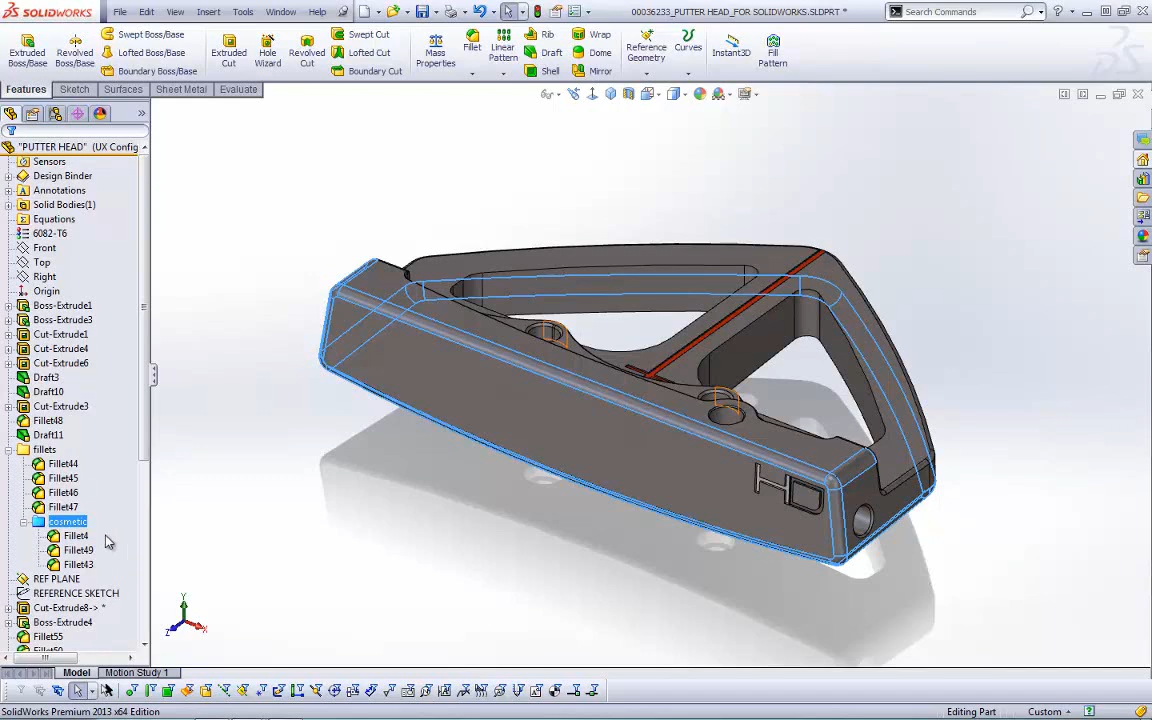 SOLIDWORKS File Edit View Insert Tools Window Help 00036233_PUTTER HEAD_FOR SOLIDWORKS.SLDPRT * Search Commands
Extruded Boss/Base
Revolved Boss/Base
Swept Boss/Base
Lofted Boss/Base
Boundary Boss/Base
Extruded Cut
Hole Wizard
Revolved Cut
Swept Cut
Lofted Cut
Boundary Cut
Mass Properties
Fillet
Linear Pattern
Rib
Draft
Shell
Wrap
Dome
Mirror
Reference Geometry
Curves
Instant3D
Fill Pattern
Features Sketch Surfaces Sheet Metal Evaluate
"PUTTER HEAD" (UX Config
Sensors
Design Binder
Annotations
Solid Bodies(1)
Equations
6082-T6
Front
Top
Right
Origin
Boss-Extrude1
Boss-Extrude3
Cut-Extrude1
Cut-Extrude4
Cut-Extrude6
Draft3
Draft10
Cut-Extrude3
Fillet48
Draft11
fillets
Fillet44
Fillet45
Fillet46
Fillet47
cosmetic
Fillet4
Fillet49
Fillet43
REF PLANE
REFERENCE SKETCH
Cut-Extrude8-> *
Boss-Extrude4
Fillet55
HD
Y
Z X
Model Motion Study 1
SolidWorks Premium 2013 x64 Edition Editing Part Custom